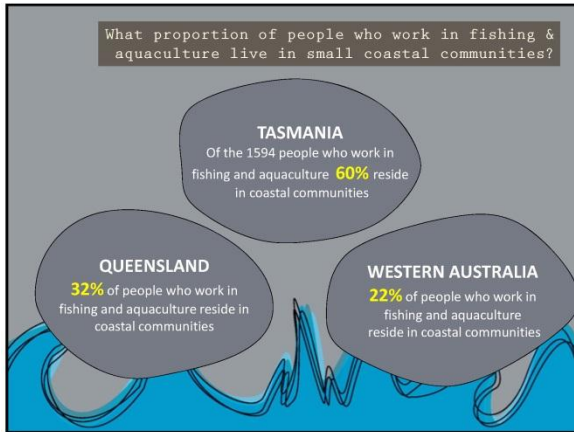 What proportion of people who work in fishing &
aquaculture live in small coastal communities?
TASMANIA
Of the 1594 people who work in
fishing and aquaculture 60% reside
in coastal communities
QUEENSLAND
32% of people who work in
fishing and aquaculture reside in
coastal communities
WESTERN AUSTRALIA
22% of people who work in
fishing and aquaculture
reside in coastal communities